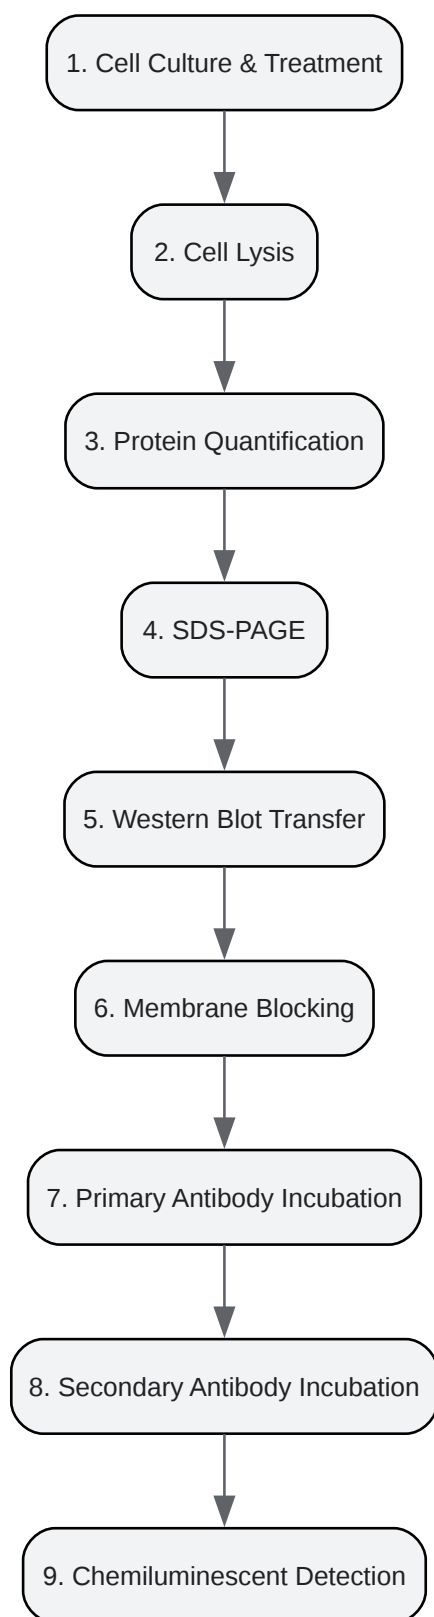 1. Cell Culture & Treatment
2. Cell Lysis
3. Protein Quantification
4. SDS-PAGE
5. Western Blot Transfer
6. Membrane Blocking
7. Primary Antibody Incubation
8. Secondary Antibody Incubation
9. Chemiluminescent Detection